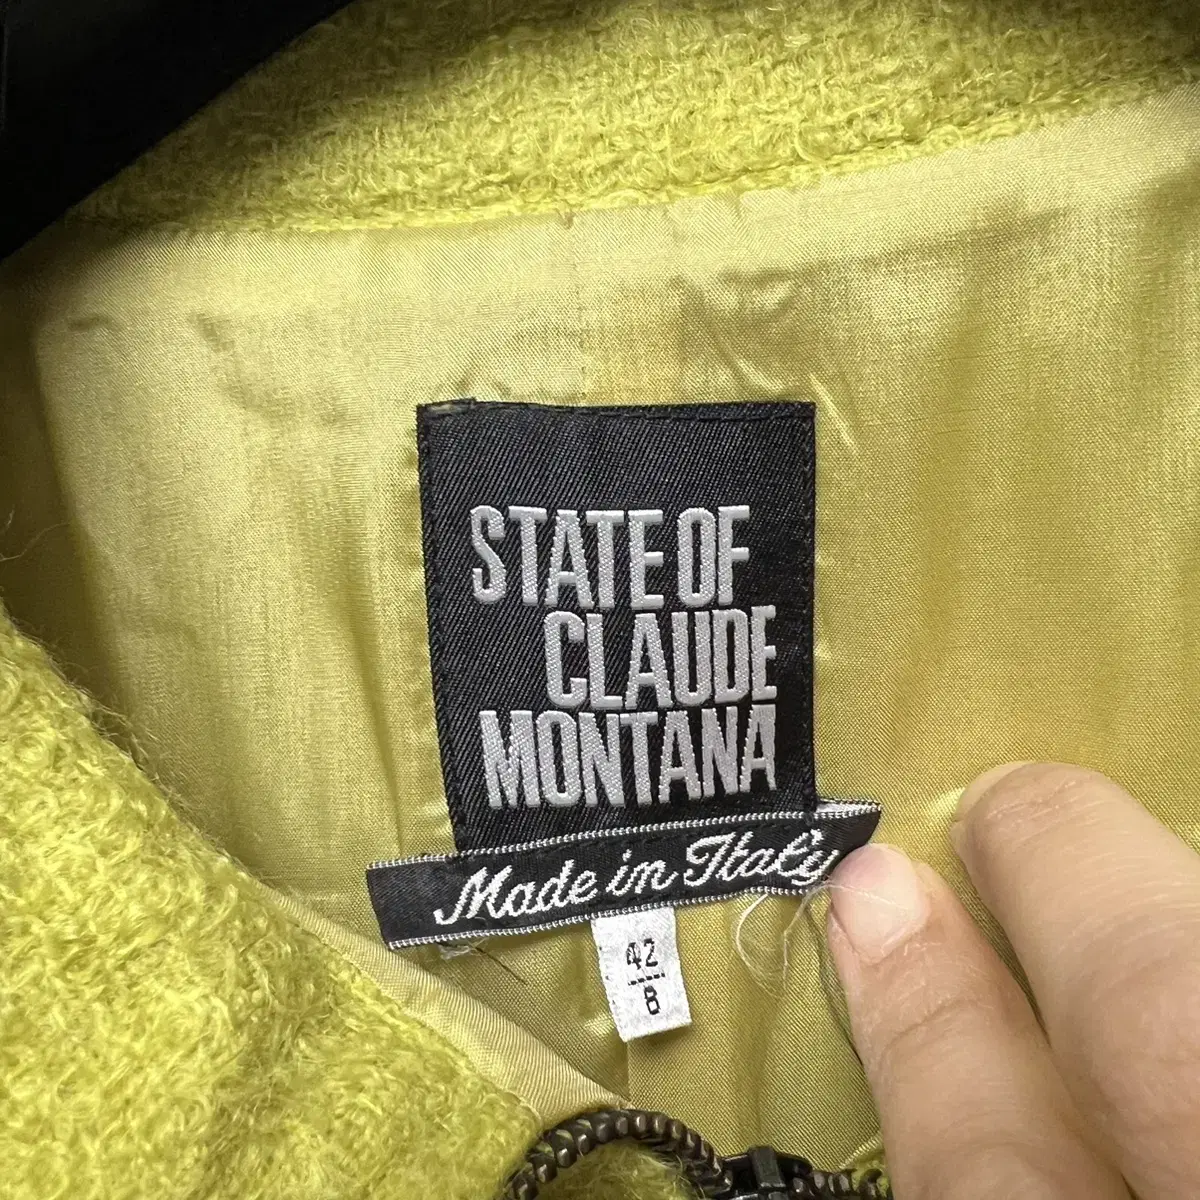 STATE OF
CLAUDE
MONTANA
Made in Italy
42
8